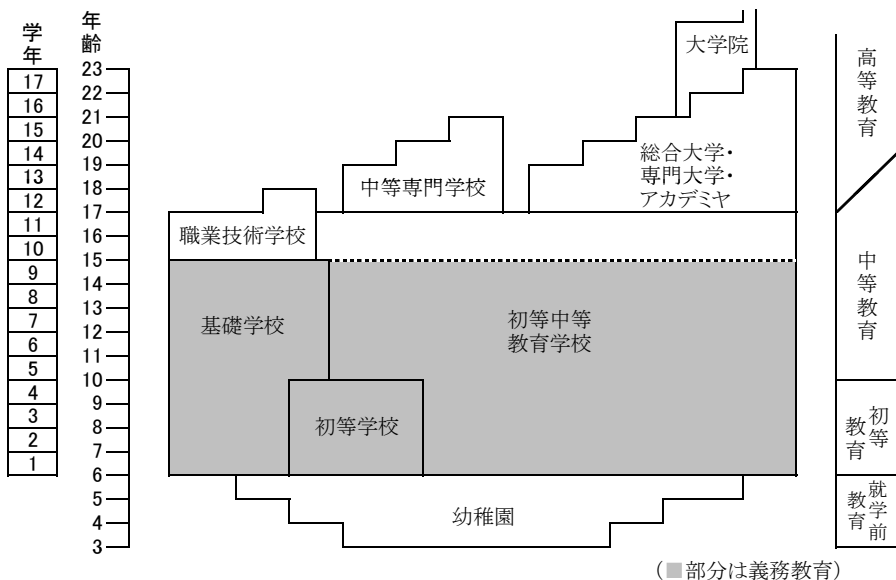 学年
17
16
15
14
13
12
11
10
9
8
7
6
5
4
3
2
1
年齢
23
22
21
20
19
18
17
16
15
14
13
12
11
10
9
8
7
6
5
4
3
大学院
総合大学・
専門大学・
アカデミヤ
中等専門学校
職業技術学校
基礎学校
初等中等
教育学校
初等学校
幼稚園
高等教育
中等教育
初等
教育
就学前
教育
(■部分は義務教育)